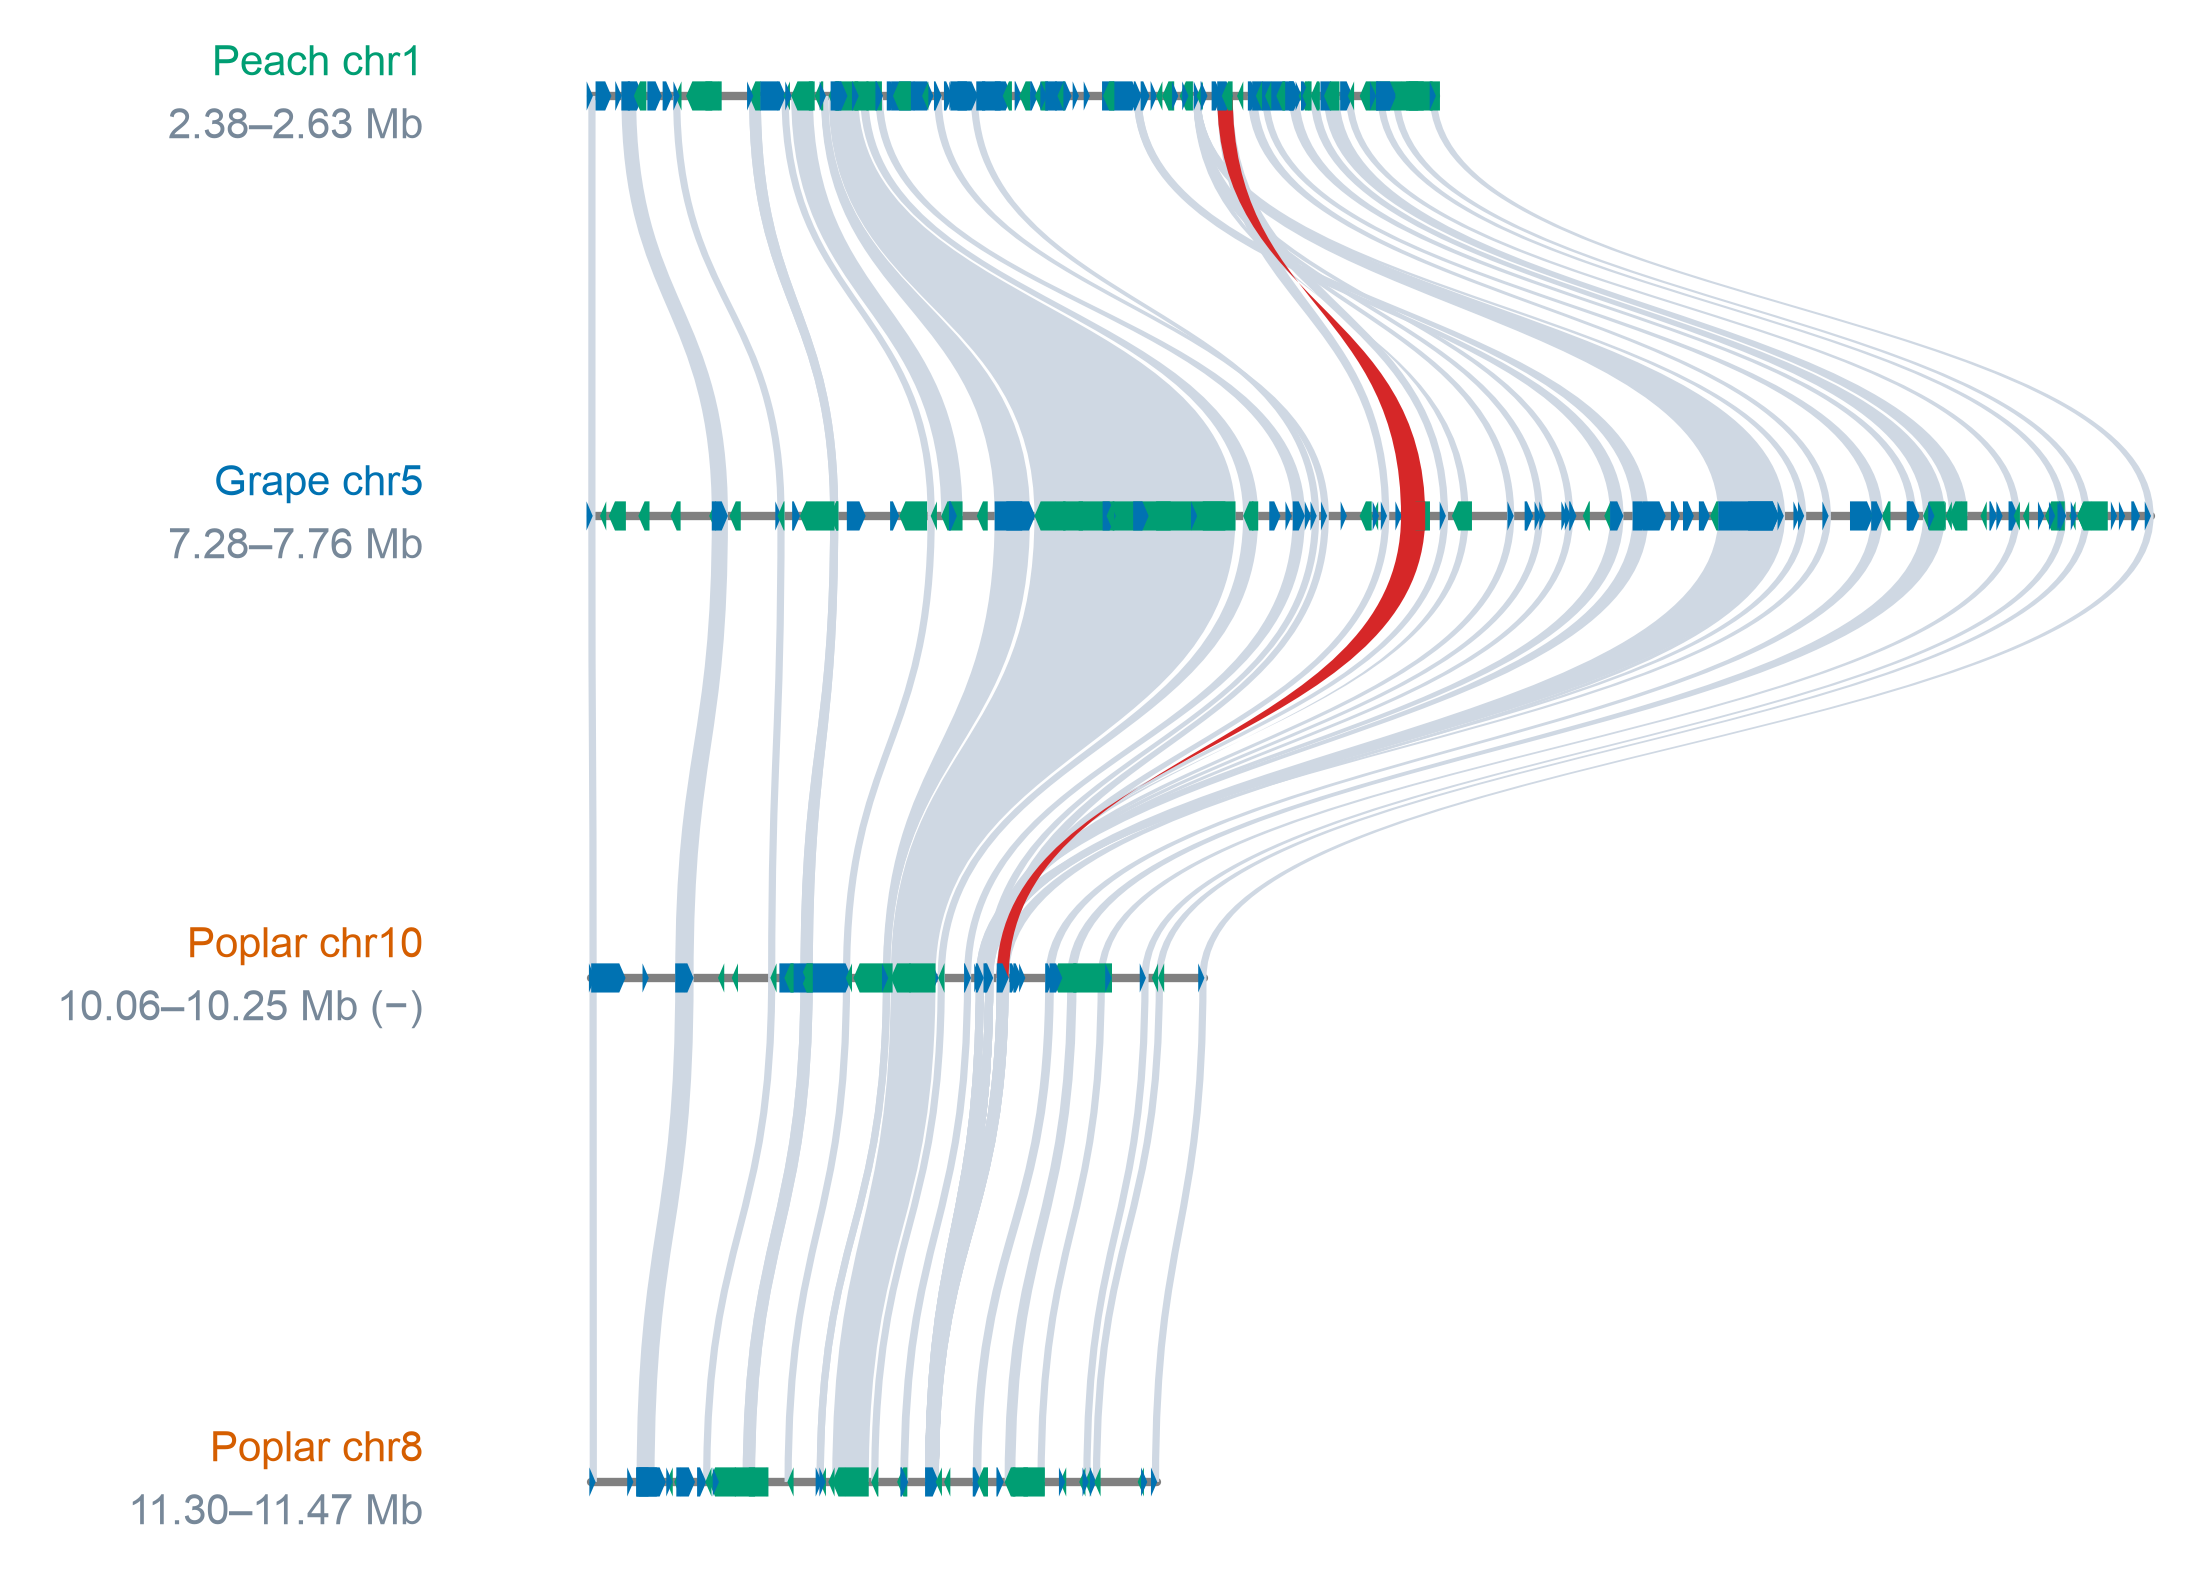 Peach chr1
2.38–2.63 Mb
Grape chr5
7.28–7.76 Mb
Poplar chr10
10.06–10.25 Mb (−)
Poplar chr8
11.30–11.47 Mb